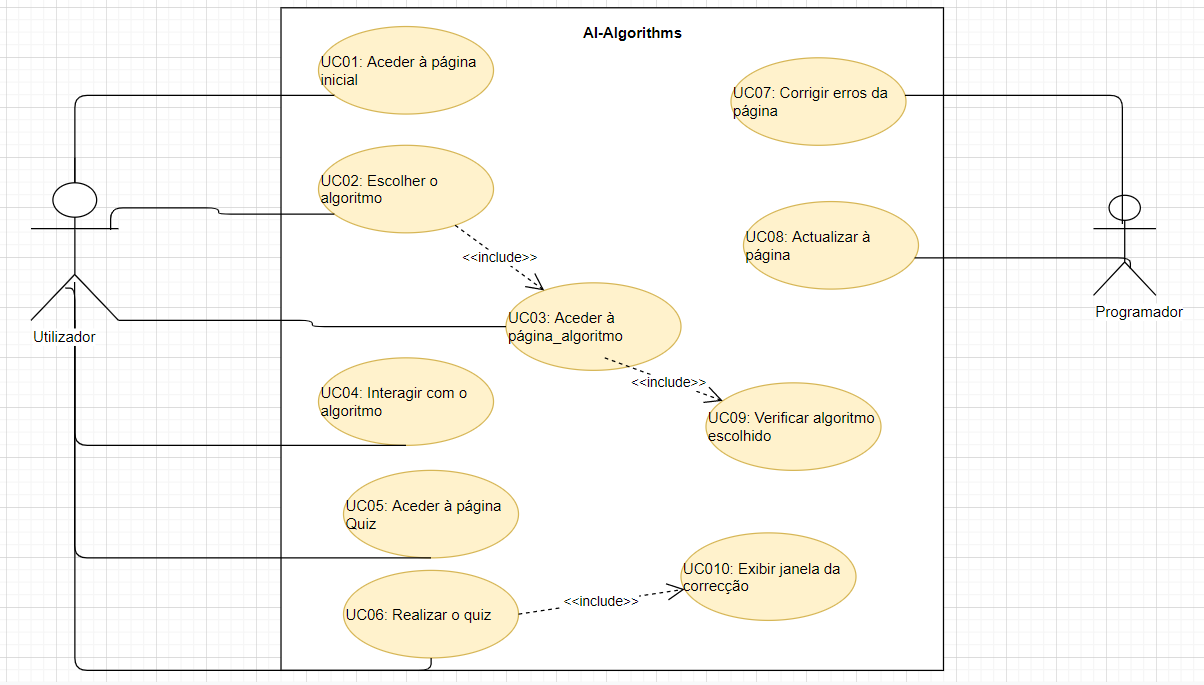 AI-Algorithms
UC01: Aceder à página
inicial
UC07: Corrigir erros da
página
UC02: Escolher o
algoritmo
UC08: Actualizar à
página
<<include>>
Programador
UC03: Aceder à
página_algoritmo
Utilizador
<<include>>
UC04: Interagir com o
algoritmo
UC09: Verificar algoritmo
escolhido
UC05: Aceder à página
Quiz
UC010: Exibir janela da
correcção
<<include>>
UC06: Realizar o quiz